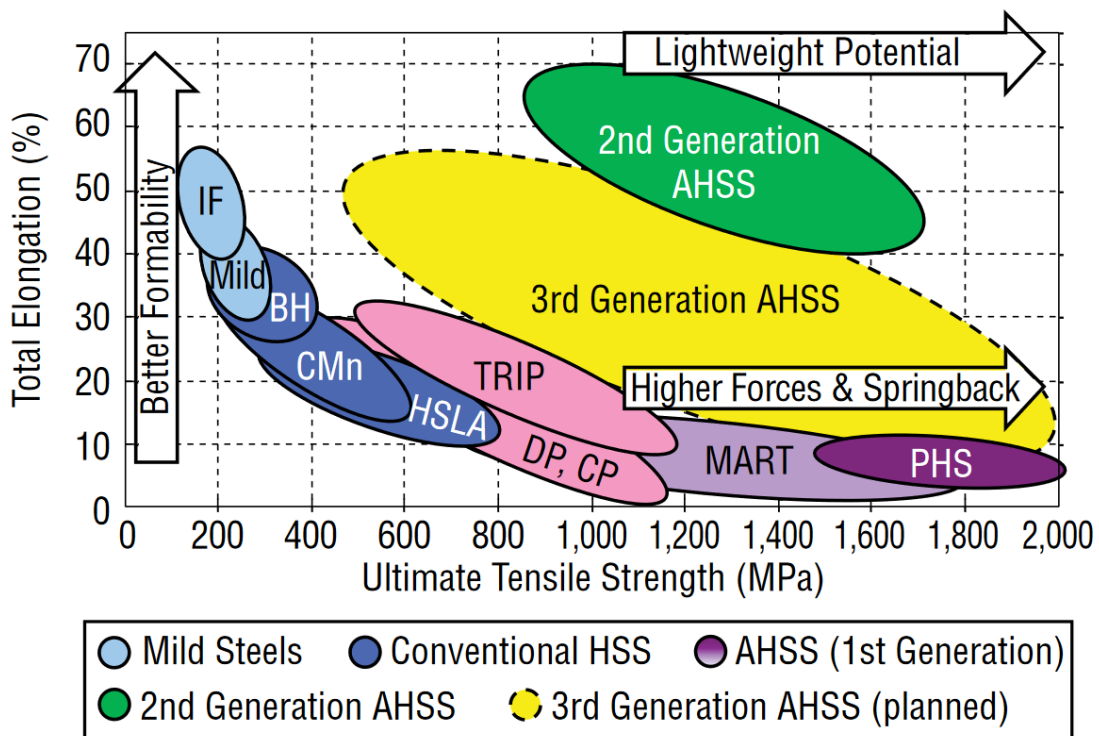 Lightweight Potential
70
60
50
40
30
20
10
0
Total Elongation (%)
Better Formability
2nd Generation
AHSS
IF
Mild
BH
3rd Generation AHSS
CMn
TRIP
Higher Forces & Springback
HSLA
DP, CP
MART
PHS
0 200 400 600 800 1,000 1,200 1,400 1,600 1,800 2,000
Ultimate Tensile Strength (MPa)
Mild Steels Conventional HSS AHSS (1st Generation)
2nd Generation AHSS 3rd Generation AHSS (planned)